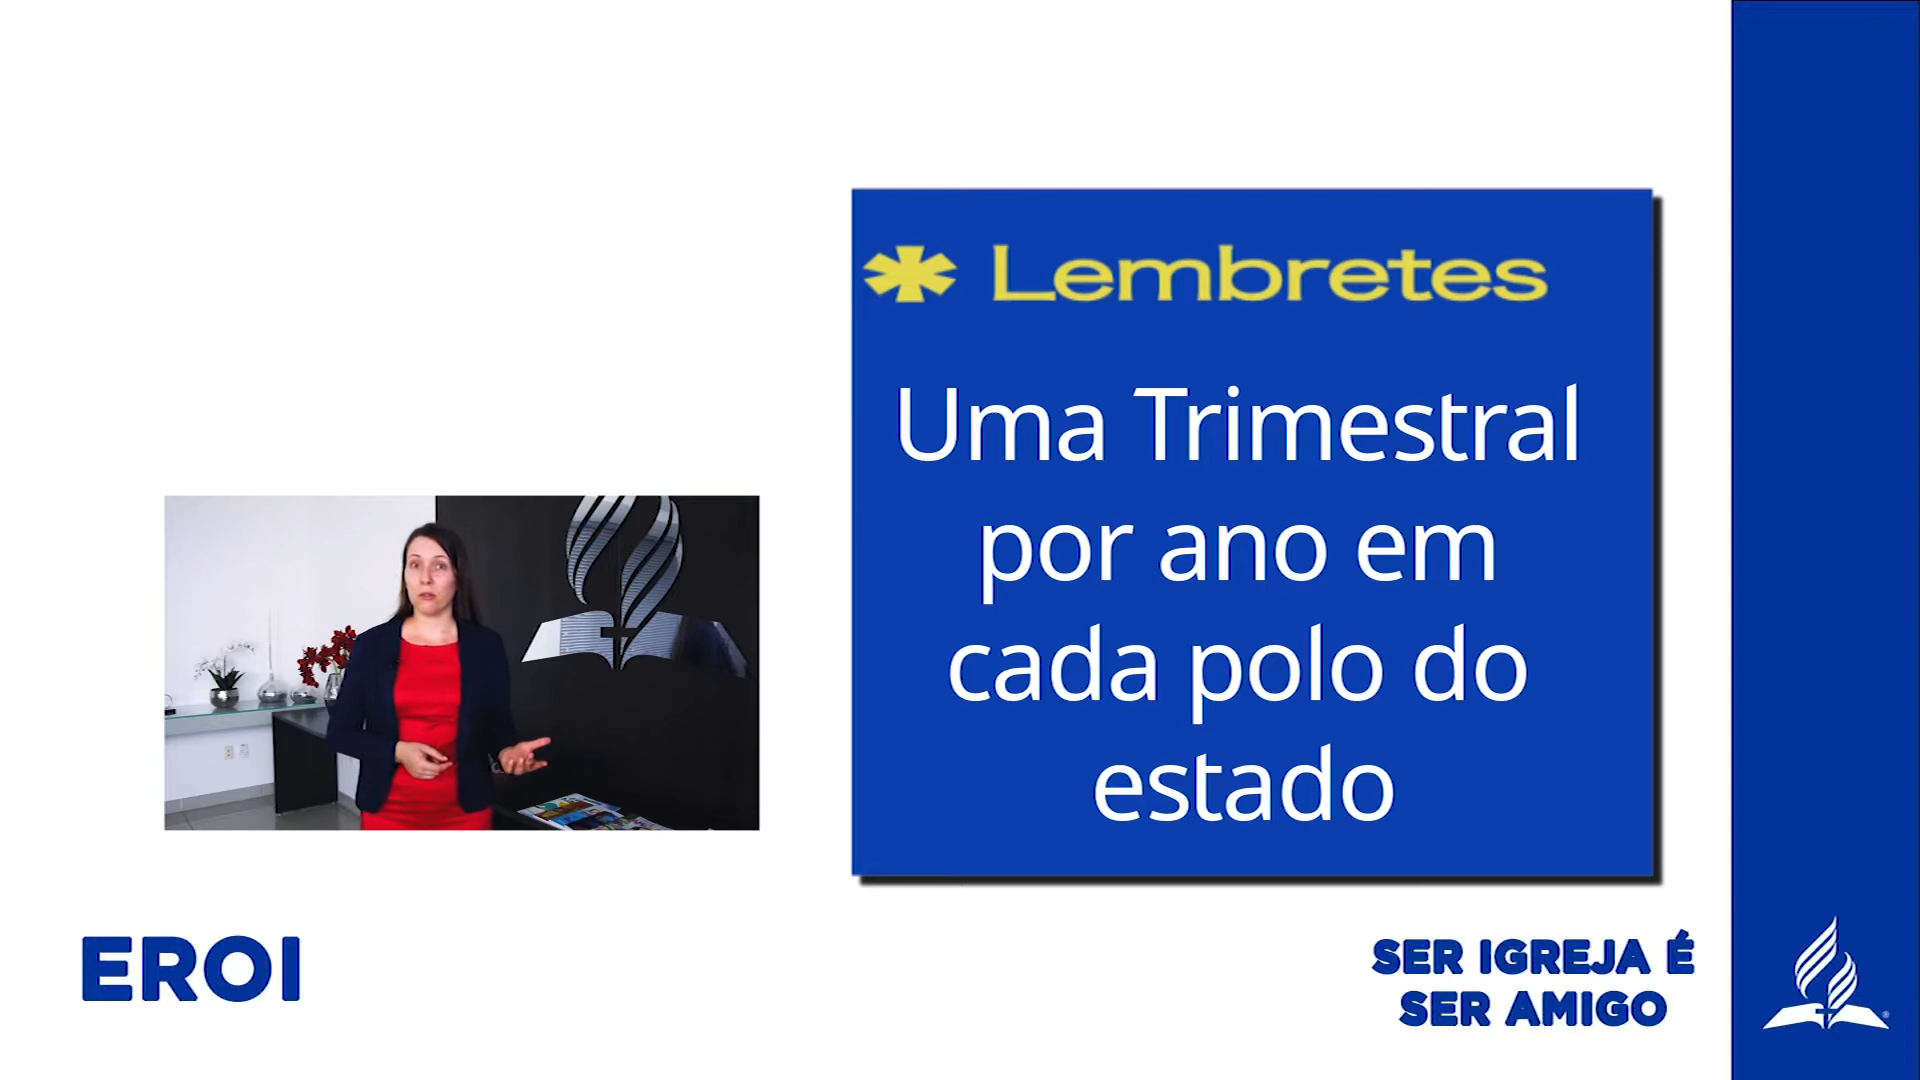 * Lembretes
Uma Trimestral
por ano em
cada polo do
estado
EROI
SER IGREJA É
SER AMIGO